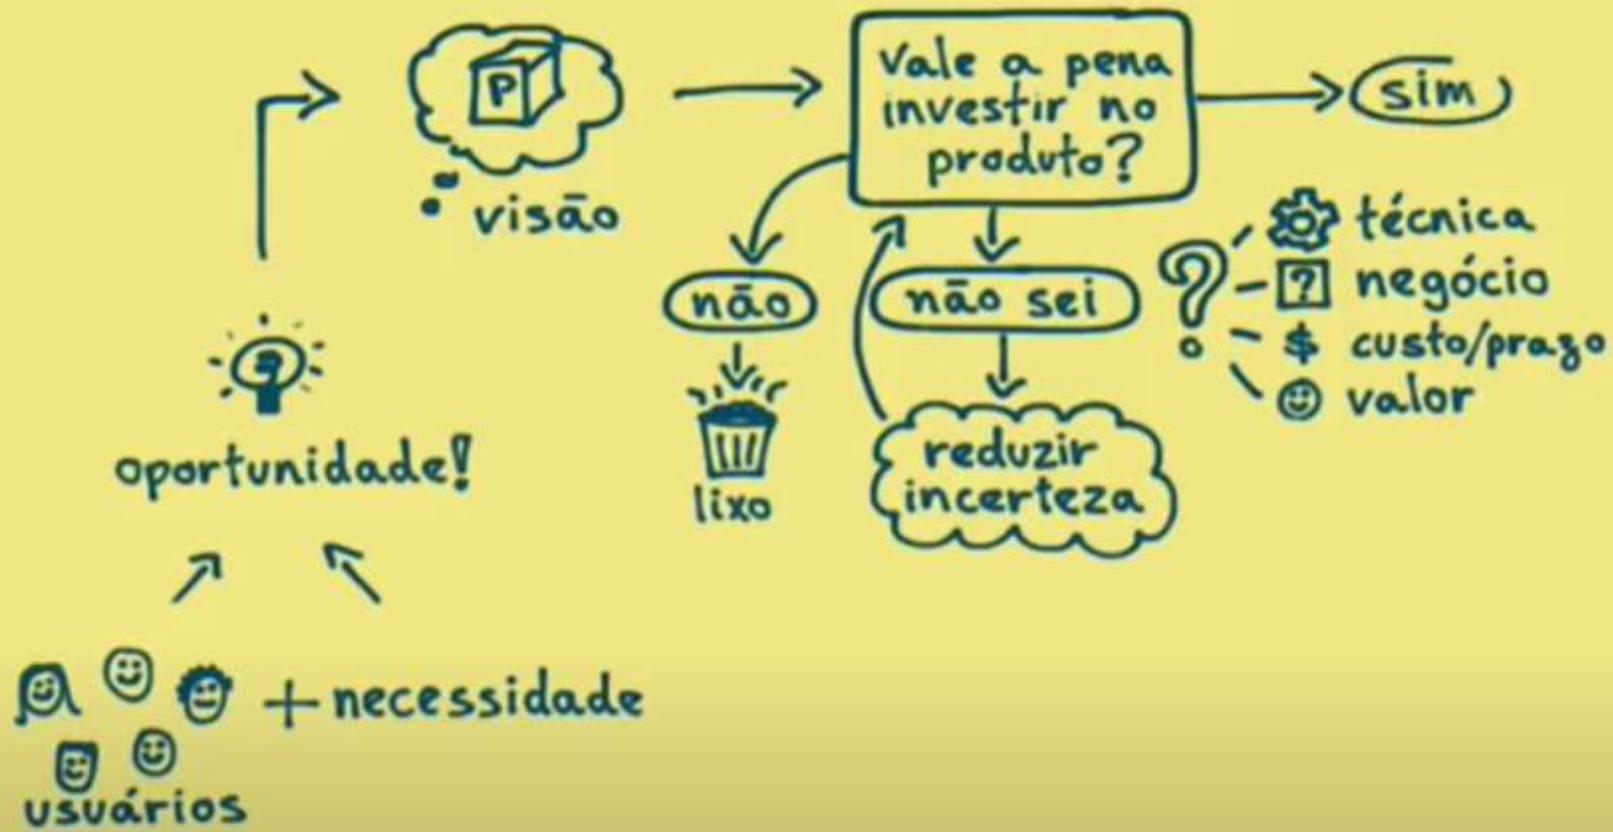 P
visão
vale a pena
investir no
produto?
sim
não
lixo
não sei
reduzir
incerteza
?
técnica
? negócio
$ custo/prazo
valor
oportunidade!
+ necessidade
usuários